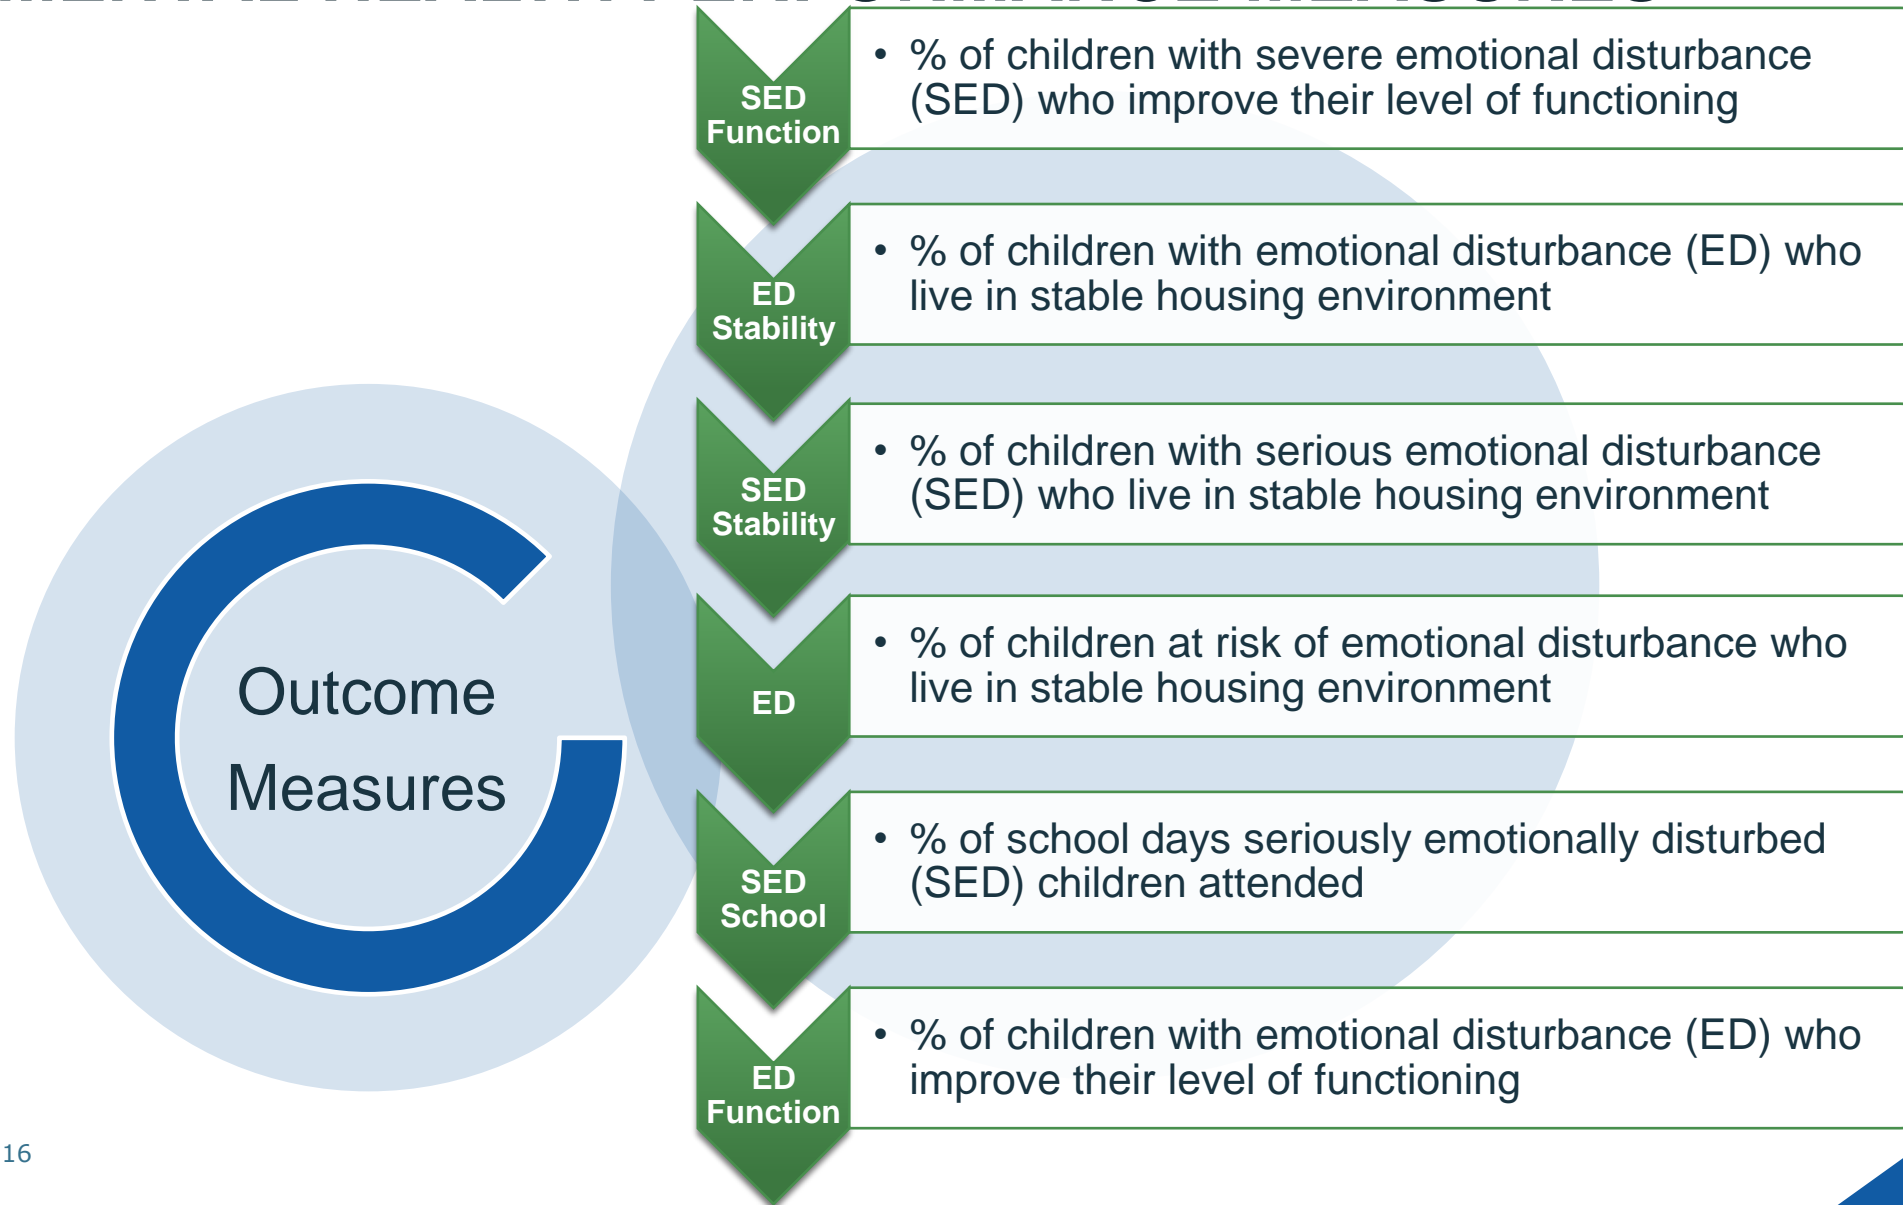 SED
Function
• % of children with severe emotional disturbance
(SED) who improve their level of functioning
ED
Stability
• % of children with emotional disturbance (ED) who
live in stable housing environment
SED
Stability
• % of children with serious emotional disturbance
(SED) who live in stable housing environment
Outcome
Measures
ED
• % of children at risk of emotional disturbance who
live in stable housing environment
SED
School
• % of school days seriously emotionally disturbed
(SED) children attended
ED
Function
• % of children with emotional disturbance (ED) who
improve their level of functioning
16